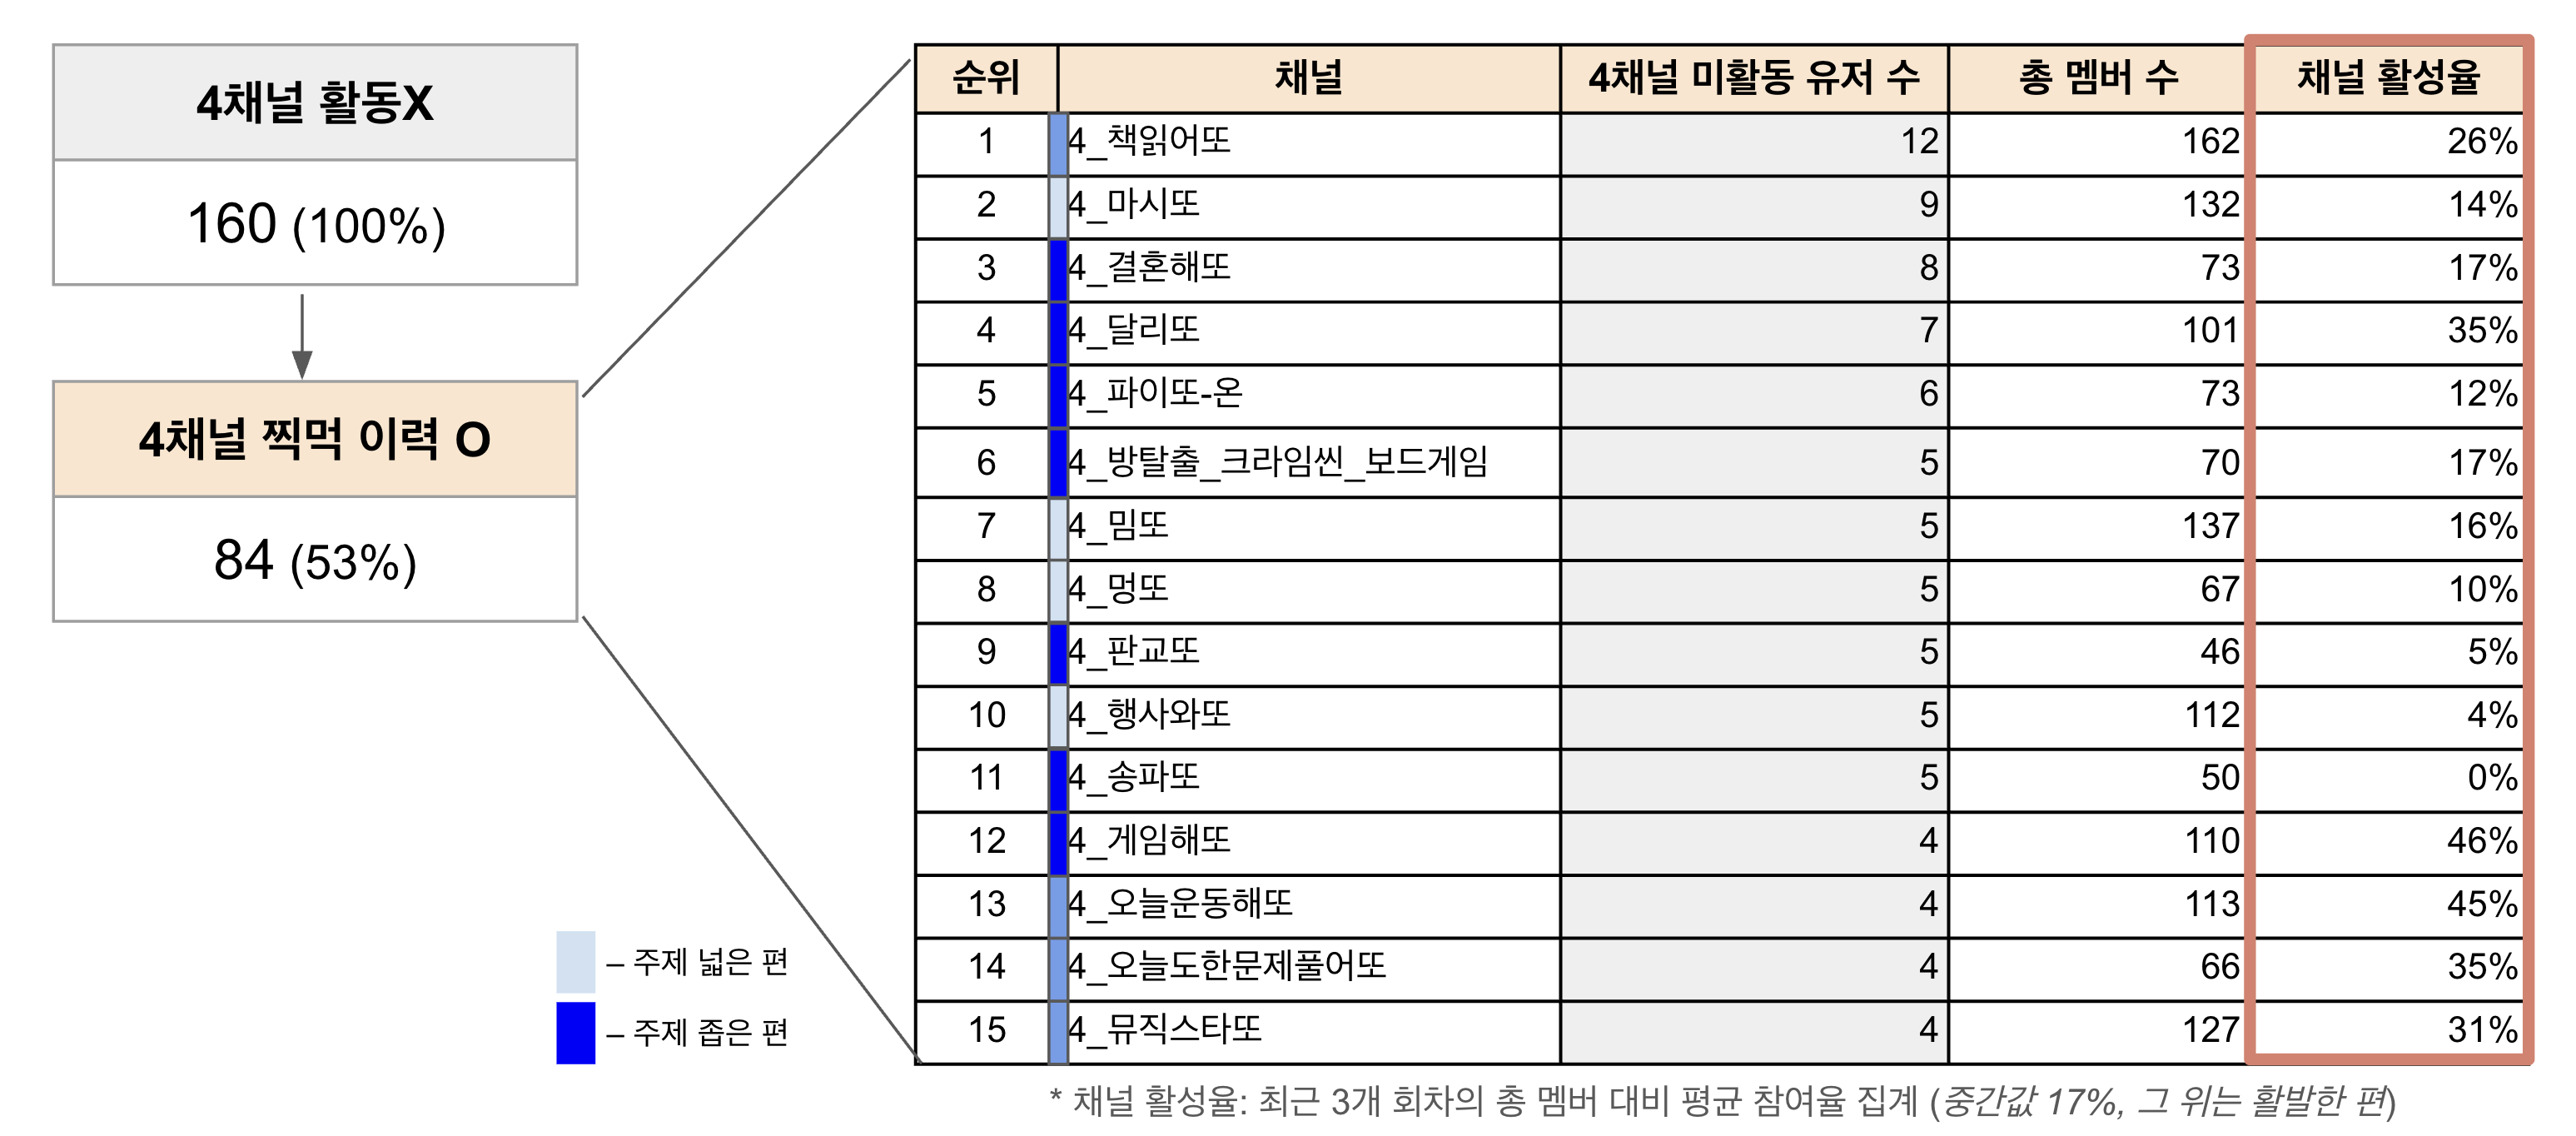 4채널 활동X
160 (100%)
4채널 찍먹 이력 O
84 (53%)
– 주제 넓은 편
– 주제 좁은 편
순위 채널 4채널 미활동 유저 수 총 멤버 수 채널 활성율
1 4_책읽어또 12 162 26%
2 4_마시또 9 132 14%
3 4_결혼해또 8 73 17%
4 4_달리또 7 101 35%
5 4_파이또-온 6 73 12%
6 4_방탈출_크라임씬_보드게임 5 70 17%
7 4_밈또 5 137 16%
8 4_멍또 5 67 10%
9 4_판교또 5 46 5%
10 4_행사와또 5 112 4%
11 4_송파또 5 50 0%
12 4_게임해또 4 110 46%
13 4_오늘운동해또 4 113 45%
14 4_오늘도한문제풀어또 4 66 35%
15 4_뮤직스타또 4 127 31%
* 채널 활성율: 최근 3개 회차의 총 멤버 대비 평균 참여율 집계 (중간값 17%, 그 위는 활발한 편)